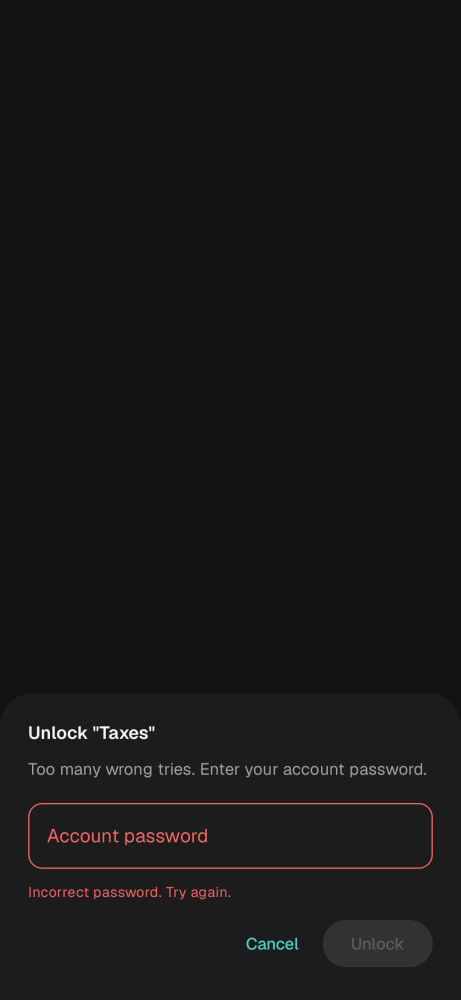 Unlock "Taxes"
Too many wrong tries. Enter your account password.
Account password
Incorrect password. Try again.
Cancel
Unlock